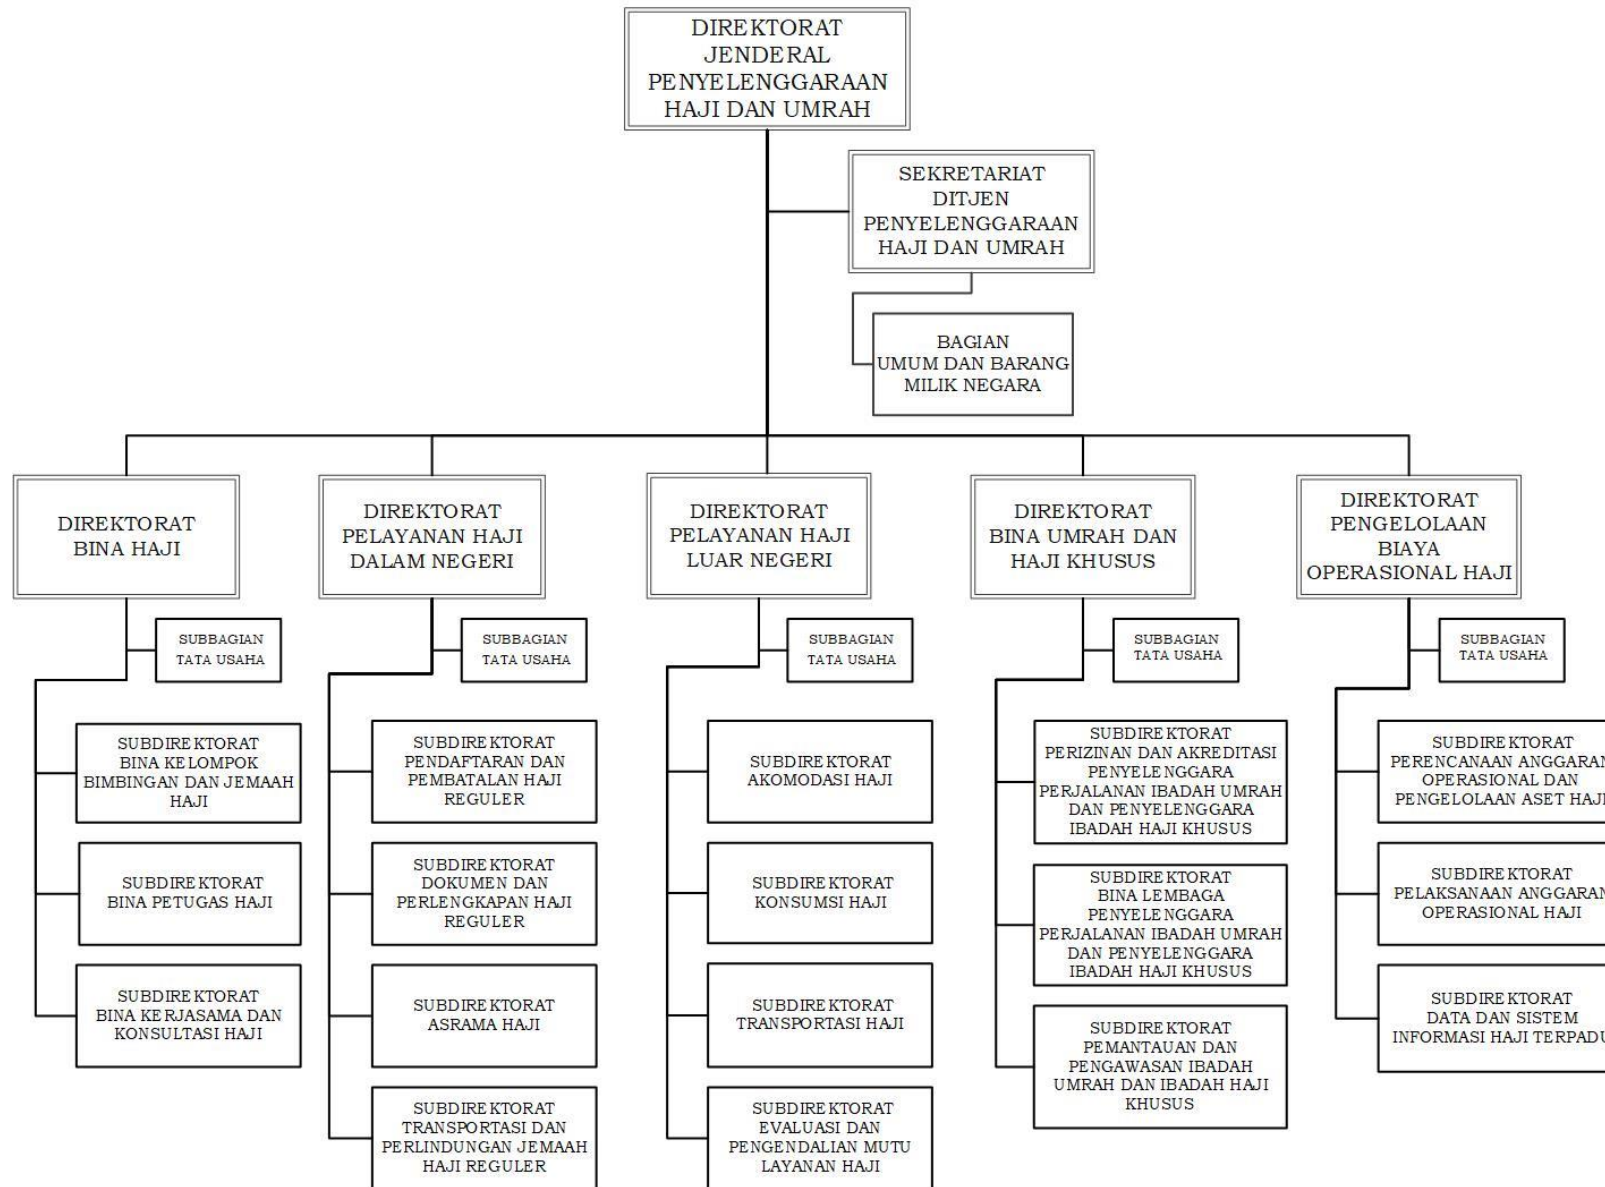 DIREKTORAT
JENDERAL
PENYELENGGARAAN
HAJI DAN UMRAH
SEKRETARIAT
DITJEN
PENYELENGGARAAN
HAJI DAN UMRAH
BAGIAN
UMUM DAN BARANG
MILIK NEGARA
DIREKTORAT
BINA HAJI
DIREKTORAT
PELAYANAN HAJI
DALAM NEGERI
DIREKTORAT
PELAYANAN HAJI
LUAR NEGERI
DIREKTORAT
BINA UMRAH DAN
HAJI KHUSUS
DIREKTORAT
PENGELOLAAN
BIAYA
OPERASIONAL HAJI
SUBBAGIAN
TATA USAHA
SUBBAGIAN
TATA USAHA
SUBBAGIAN
TATA USAHA
SUBBAGIAN
TATA USAHA
SUBBAGIAN
TATA USAHA
SUBDIREKTORAT
BINA KELOMPOK
BIMBINGAN DAN JEMAAH
HAJI
SUBDIREKTORAT
BINA PETUGAS HAJI
SUBDIREKTORAT
BINA KERJASAMA DAN
KONSULTASI HAJI
SUBDIREKTORAT
PENDAFTARAN DAN
PEMBATALAN HAJI
REGULER
SUBDIREKTORAT
DOKUMEN DAN
PERLENGKAPAN HAJI
REGULER
SUBDIREKTORAT
ASRAMA HAJI
SUBDIREKTORAT
TRANSPORTASI DAN
PERLINDUNGAN JEMAAH
HAJI REGULER
SUBDIREKTORAT
AKOMODASI HAJI
SUBDIREKTORAT
KONSUMSI HAJI
SUBDIREKTORAT
TRANSPORTASI HAJI
SUBDIREKTORAT
EVALUASI DAN
PENGENDALIAN MUTU
LAYANAN HAJI
SUBDIREKTORAT
PERIZINAN DAN AKREDITASI
PENYELENGGARA
PERJALANAN IBADAH UMRAH
DAN PENYELENGGARA
IBADAH HAJI KHUSUS
SUBDIREKTORAT
BINA LEMBAGA
PENYELENGGARA
PERJALANAN IBADAH UMRAH
DAN PENYELENGGARA
IBADAH HAJI KHUSUS
SUBDIREKTORAT
PEMANTAUAN DAN
PENGAWASAN IBADAH
UMRAH DAN IBADAH HAJI
KHUSUS
SUBDIREKTORAT
PERENCANAAN ANGGARAN
OPERASIONAL DAN
PENGELOLAAN ASET HAJI
SUBDIREKTORAT
PELAKSANAAN ANGGARAN
OPERASIONAL HAJI
SUBDIREKTORAT
DATA DAN SISTEM
INFORMASI HAJI TERPADU